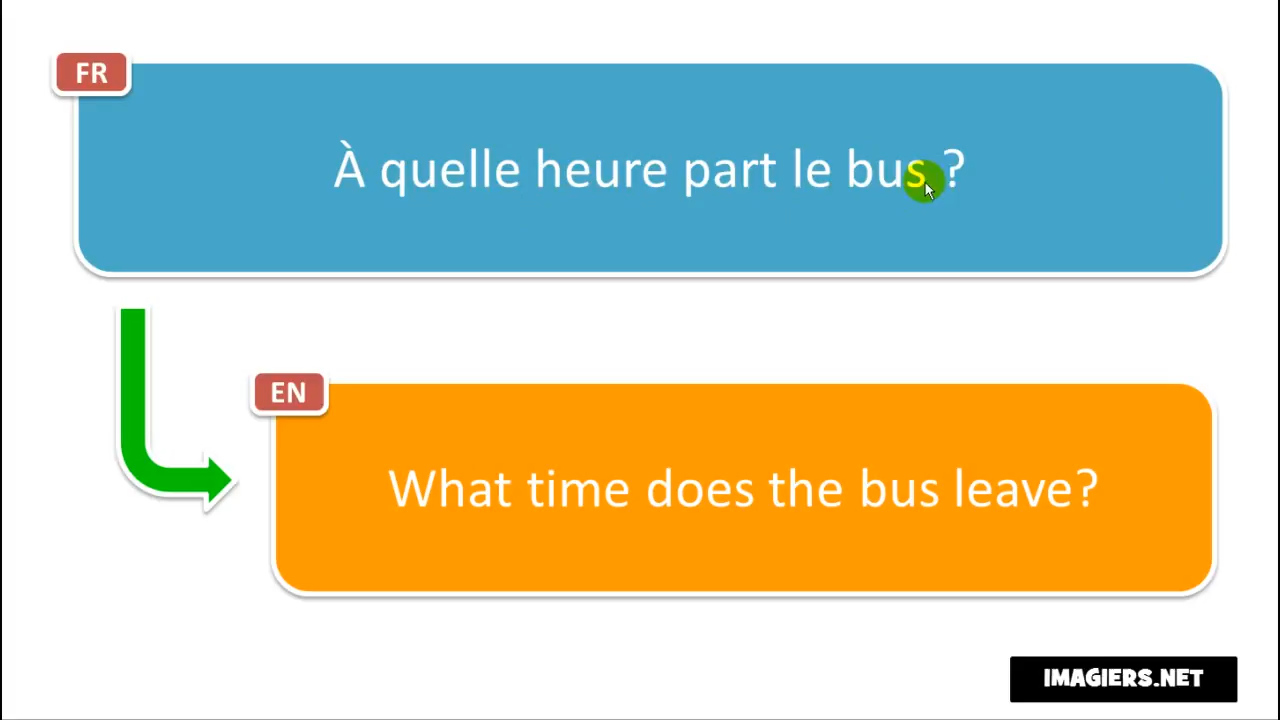 FR
À quelle heure part le bus ?
EN
What time does the bus leave?
IMAGIERS.NET